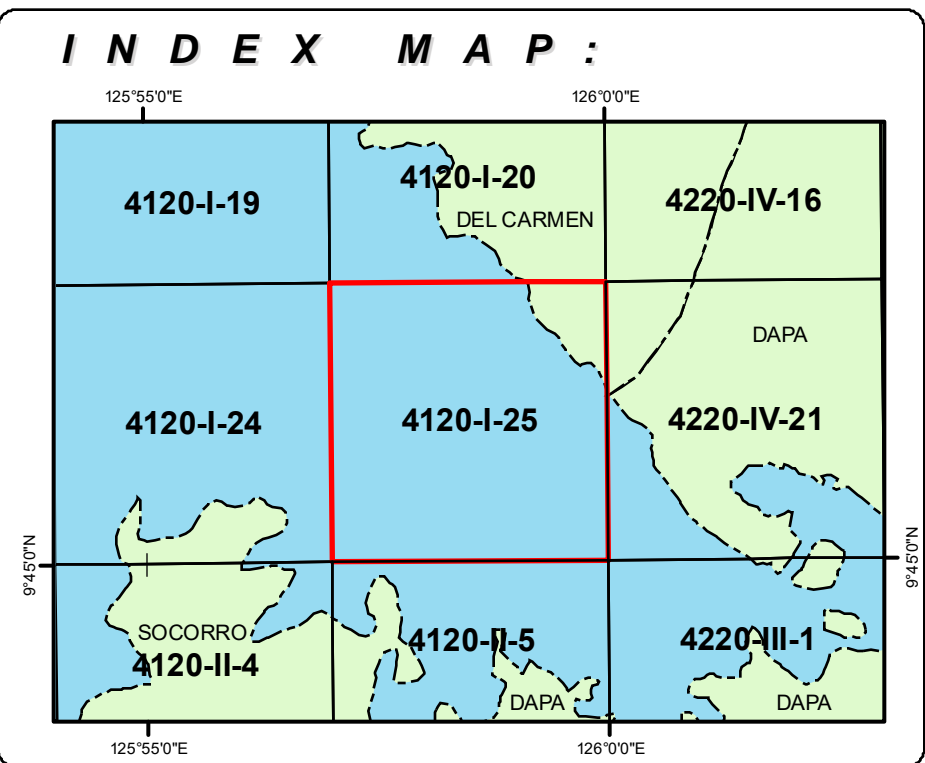 INDEX MAP:
125°55'0"E 126°0'0"E
4120-I-19
4120-I-20
4220-IV-16
DEL CARMEN
DAPA
4120-I-24
4120-I-25
4220-IV-21
9°45'0"N
9°45'0"N
SOCORRO
4120-II-4
4120-II-5
4220-III-1
DAPA
DAPA
125°55'0"E 126°0'0"E